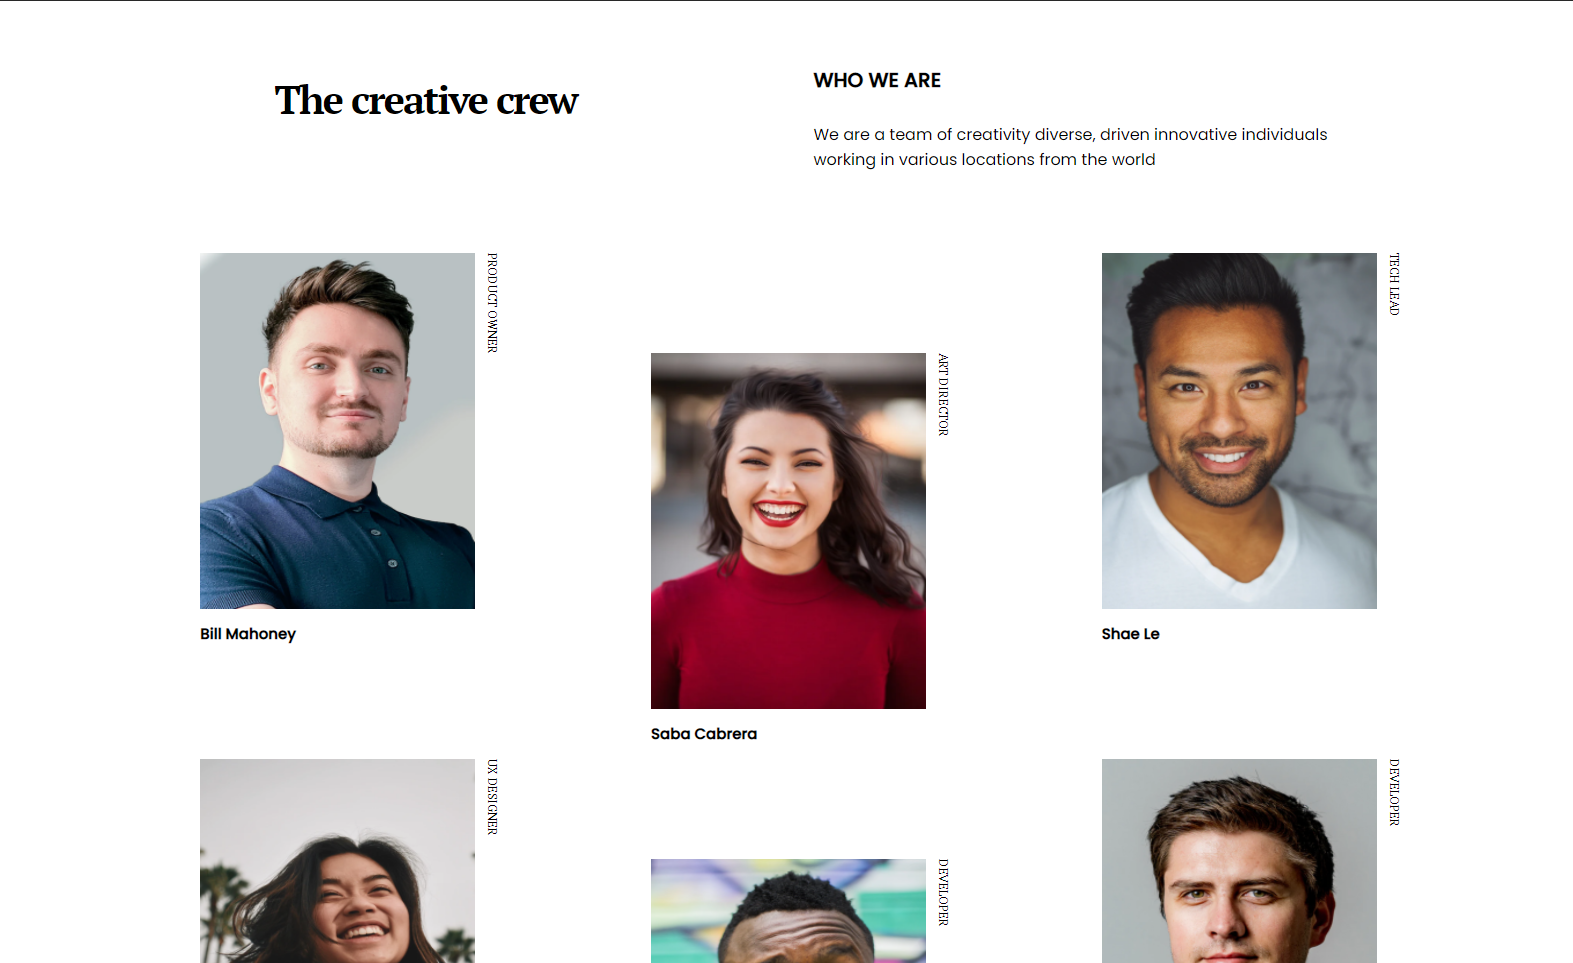 The creative crew
WHO WE ARE
We are a team of creativity diverse, driven innovative individuals
working in various locations from the world
PRODUCT OWNER
Bill Mahoney
ART DIRECTOR
Saba Cabrera
TECH LEAD
Shae Le
UX DESIGNER
DEVELOPER
DEVELOPER